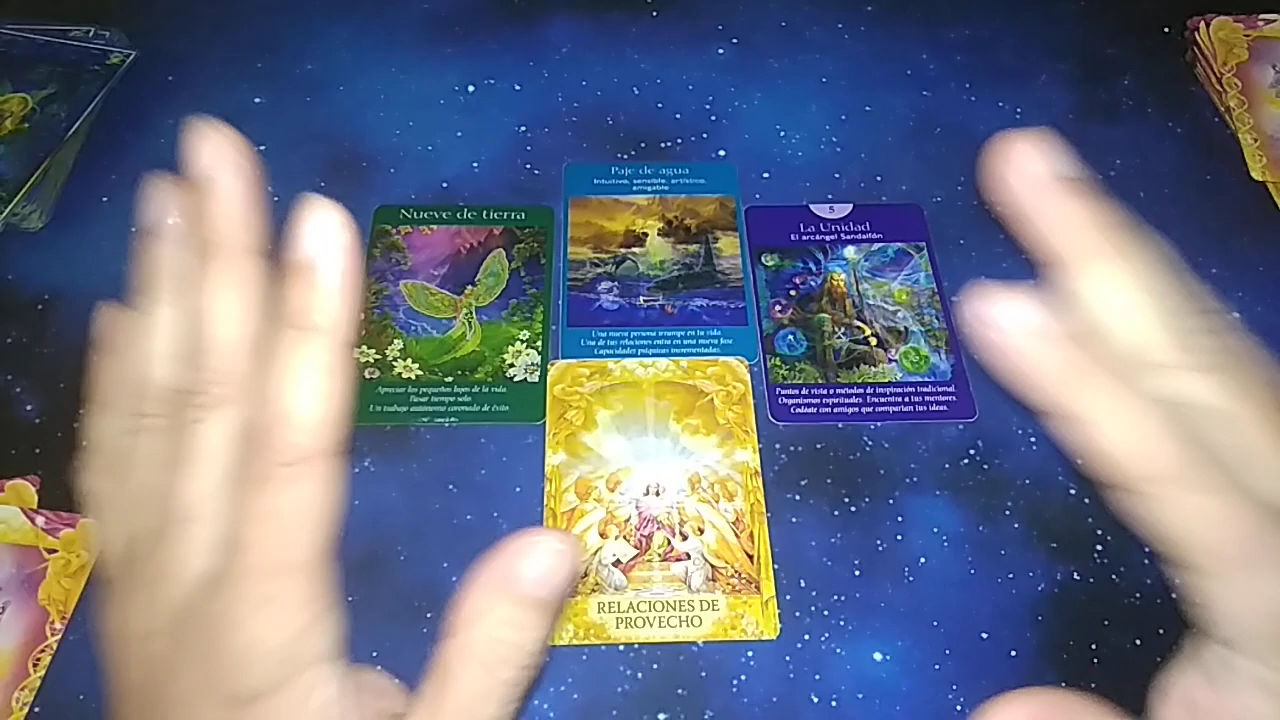 Nueve de tierra
Apreciar los pequeños lujos de la vida.
Pasar tiempo solo.
Un trabajo autónomo coronado de éxito.
Paje de agua
Intuitivo, sensible, artístico,
amigable
Una nueva persona irrumpe en tu vida.
Una de tus relaciones entra en una nueva fase
Capacidades psíquicas incrementadas.
5
La Unidad
El arcángel Sandalfón
Puntos de vista o métodos de inspiración tradicional.
Organismos espirituales. Encuentra a tus mentores.
Codéate con amigos que compartan tus ideas.
RELACIONES DE
PROVECHO